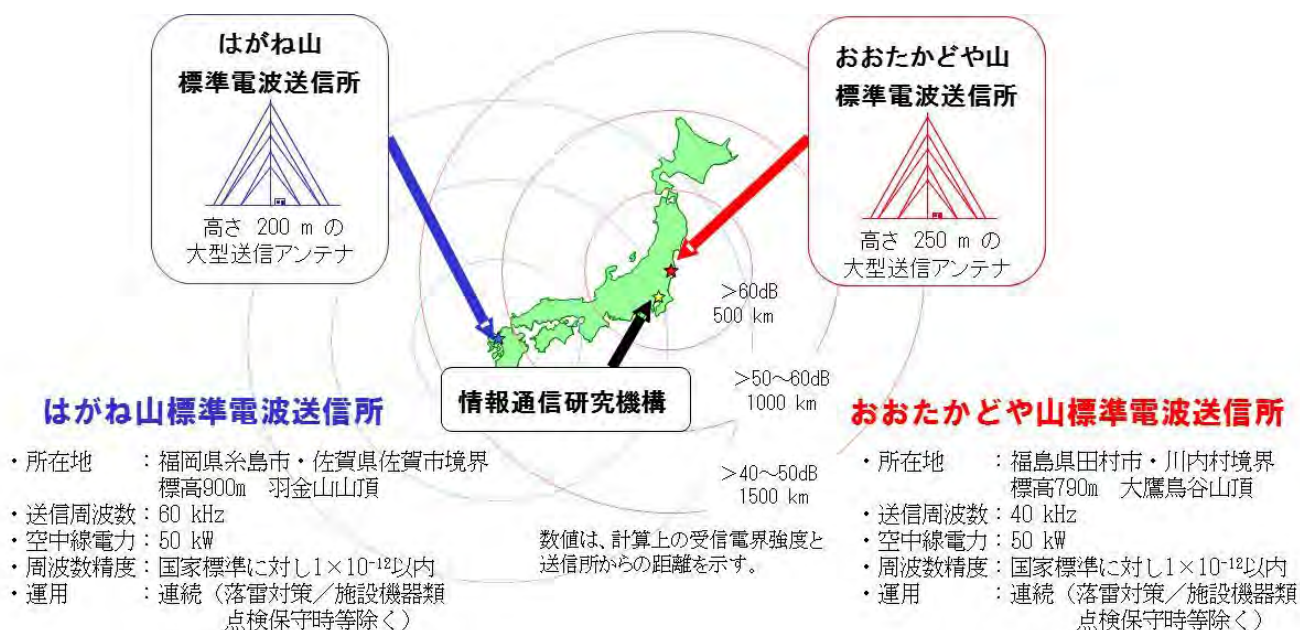 はがね山
標準電波送信所
高さ 200 m の
大型送信アンテナ
おおたかどや山
標準電波送信所
高さ 250 m の
大型送信アンテナ
>60dB
500 km
>50～60dB
1000 km
>40～50dB
1500 km
情報通信研究機構
数値は、計算上の受信電界強度と
送信所からの距離を示す。
はがね山標準電波送信所
・所在地　　：福岡県糸島市・佐賀県佐賀市境界
標高900m　羽金山山頂
・送信周波数：60 kHz
・空中線電力：50 kW
・周波数精度：国家標準に対し1×10⁻¹²以内
・運用　　　：連続（落雷対策／施設機器類
点検保守時等除く）
おおたかどや山標準電波送信所
・所在地　　：福島県田村市・川内村境界
標高790m　大鷹鳥谷山頂
・送信周波数：40 kHz
・空中線電力：50 kW
・周波数精度：国家標準に対し1×10⁻¹²以内
・運用　　　：連続（落雷対策／施設機器類
点検保守時等除く）